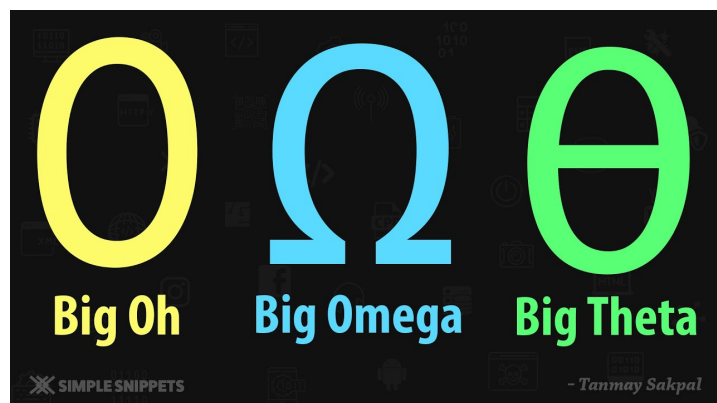 O Ω θ
Big Oh Big Omega Big Theta
SIMPLE SNIPPETS - Tanmay Sakpal